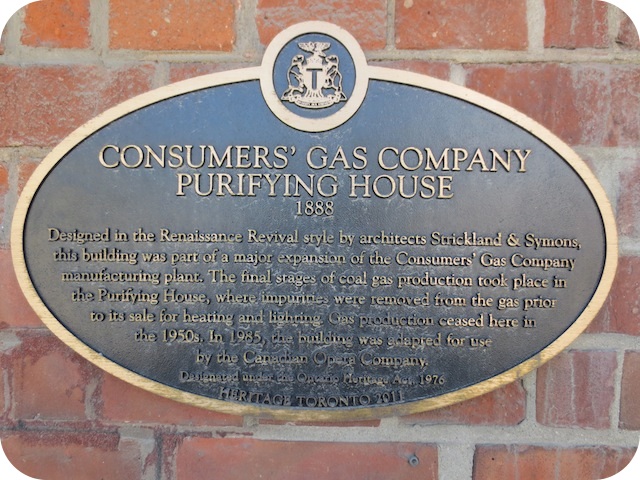 CONSUMERS' GAS COMPANY
PURIFYING HOUSE
1888
Designed in the Renaissance Revival style by architects Strickland & Symons,
this building was part of a major expansion of the Consumers' Gas Company
manufacturing plant. The final stages of coal gas production took place in
the Purifying House, where impurities were removed from the gas prior
to its sale for heating and lighting. Gas production ceased here in
the 1950s. In 1985, the building was adapted for use
by the Canadian Opera Company.
Designated under the Ontario Heritage Act, 1976
HERITAGE TORONTO 2011